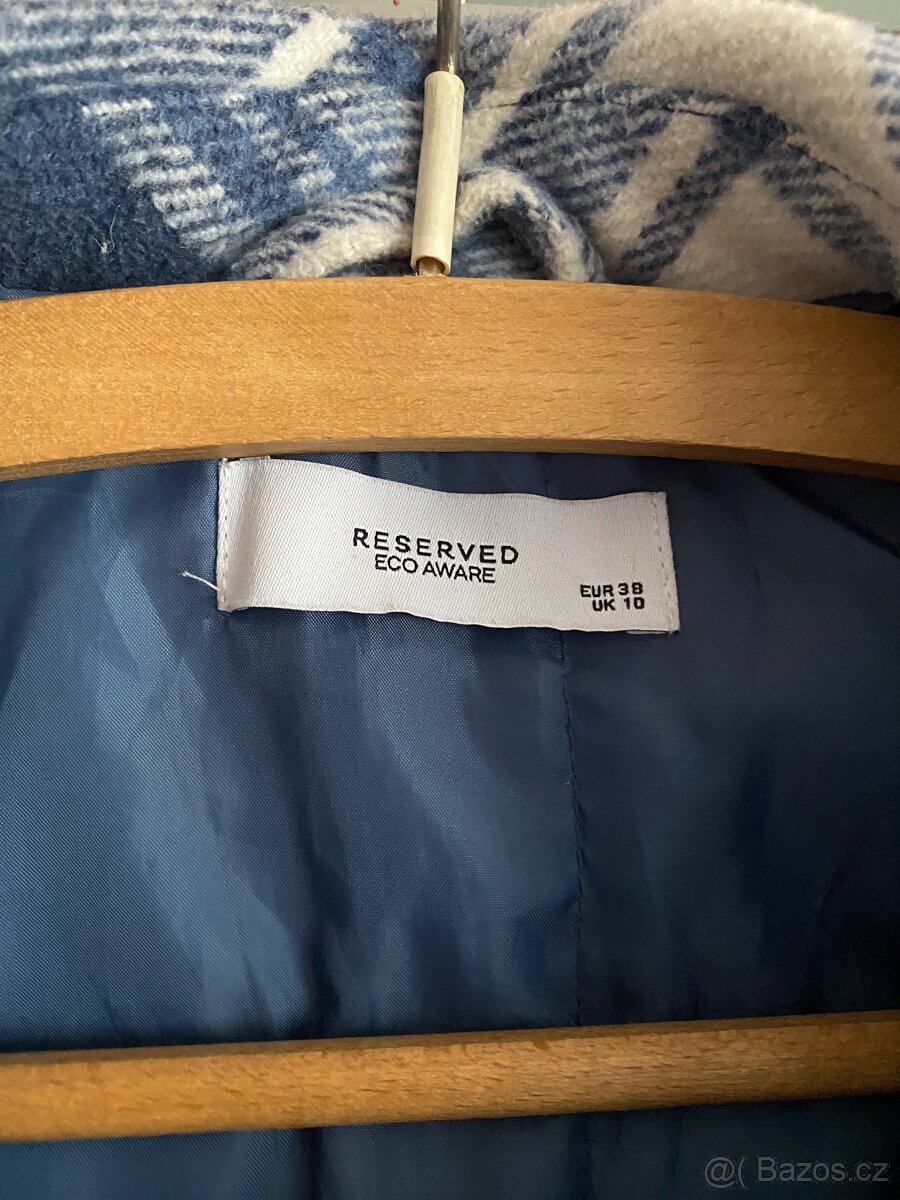 RESERVED
ECO AWARE
EUR 38
UK 10
@( Bazos.cz